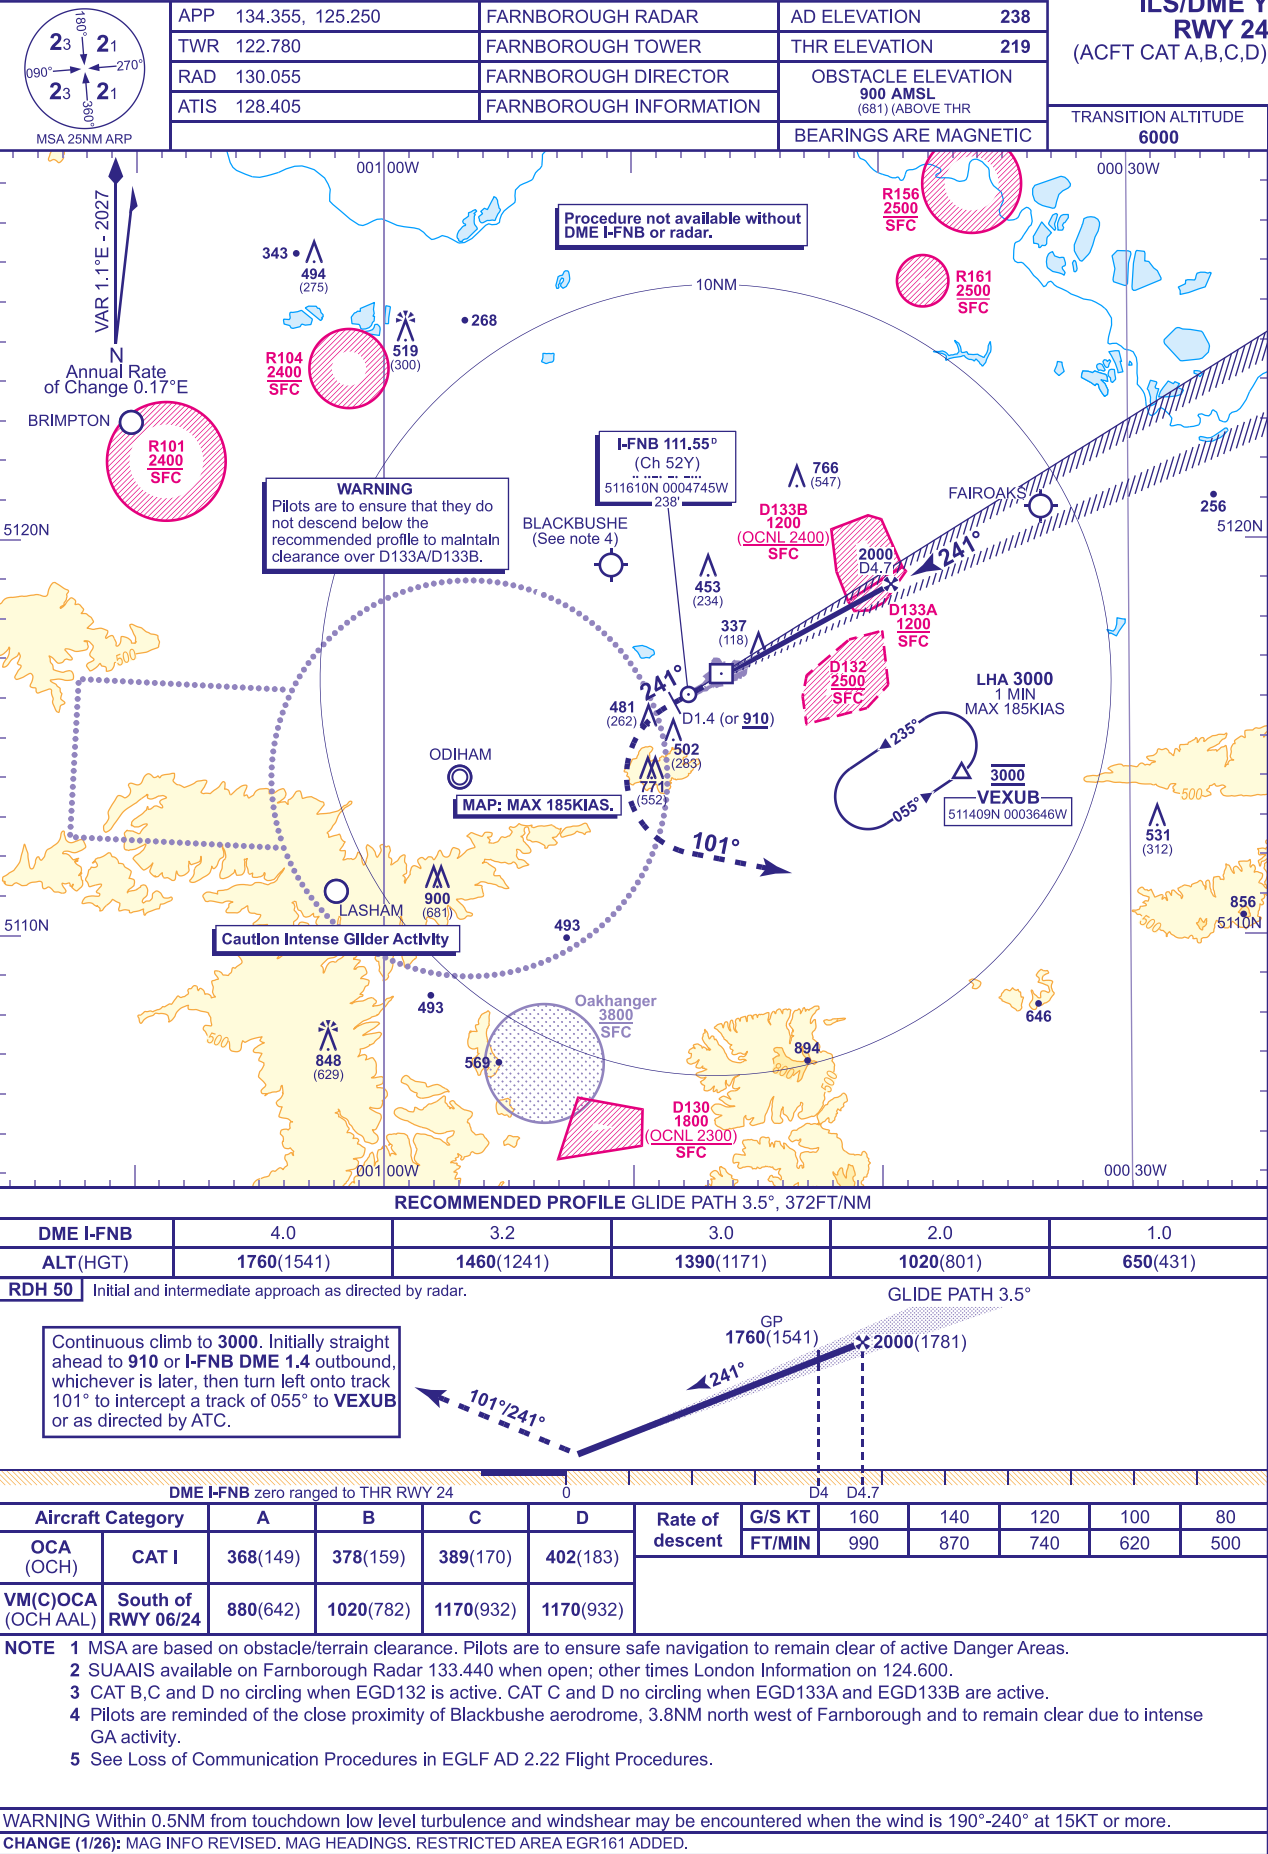 ILS/DME Y
RWY 24
(ACFT CAT A,B,C,D)
TRANSITION ALTITUDE
6000
180°
23 21
090° 270°
23 21
360°
MSA 25NM ARP
APP 134.355, 125.250 FARNBOROUGH RADAR
TWR 122.780 FARNBOROUGH TOWER
RAD 130.055 FARNBOROUGH DIRECTOR
ATIS 128.405 FARNBOROUGH INFORMATION
AD ELEVATION 238
THR ELEVATION 219
OBSTACLE ELEVATION
900 AMSL
(681) (ABOVE THR
BEARINGS ARE MAGNETIC
001 00W
000 30W
VAR 1.1°E - 2027
N
Annual Rate
of Change 0.17°E
Procedure not available without
DME I-FNB or radar.
R156
2500
SFC
R161
2500
SFC
343
494
(275)
10NM
268
519
(300)
R104
2400
SFC
BRIMPTON
R101
2400
SFC
I-FNB 111.55D
(Ch 52Y)
511610N 0004745W
238'
766
(547)
FAIROAKS
256
5120N
5120N
WARNING
Pilots are to ensure that they do
not descend below the
recommended profile to maintain
clearance over D133A/D133B.
BLACKBUSHE
(See note 4)
D133B
1200
(OCNL 2400)
SFC
2000
D4.7
241°
453
(234)
D133A
1200
SFC
337
(118)
500
D132
2500
SFC
241°
481
(262)
D1.4 (or 910)
502
(283)
771
(552)
LHA 3000
1 MIN
MAX 185KIAS
235°
055°
3000
VEXUB
511409N 0003646W
ODIHAM
MAP: MAX 185KIAS.
101°
500
531
(312)
900
(681)
LASHAM
856
5110N
500
5110N
Caution Intense Glider Activity
493
493
Oakhanger
3800
SFC
646
500
848
(629)
569
894
800
D130
1800
(OCNL 2300)
SFC
001 00W
000 30W
RECOMMENDED PROFILE GLIDE PATH 3.5°, 372FT/NM
DME I-FNB 4.0 3.2 3.0 2.0 1.0
ALT(HGT) 1760(1541) 1460(1241) 1390(1171) 1020(801) 650(431)
RDH 50 Initial and intermediate approach as directed by radar.
GLIDE PATH 3.5°
GP
1760(1541)
2000(1781)
241°
101°/241°
Continuous climb to 3000. Initially straight
ahead to 910 or I-FNB DME 1.4 outbound,
whichever is later, then turn left onto track
101° to intercept a track of 055° to VEXUB
or as directed by ATC.
DME I-FNB zero ranged to THR RWY 24 0 D4 D4.7
Aircraft Category A B C D
OCA
(OCH) CAT I 368(149) 378(159) 389(170) 402(183)
VM(C)OCA
(OCH AAL) South of
RWY 06/24 880(642) 1020(782) 1170(932) 1170(932)
Rate of
descent
G/S KT 160 140 120 100 80
FT/MIN 990 870 740 620 500
NOTE 1 MSA are based on obstacle/terrain clearance. Pilots are to ensure safe navigation to remain clear of active Danger Areas.
2 SUAAIS available on Farnborough Radar 133.440 when open; other times London Information on 124.600.
3 CAT B,C and D no circling when EGD132 is active. CAT C and D no circling when EGD133A and EGD133B are active.
4 Pilots are reminded of the close proximity of Blackbushe aerodrome, 3.8NM north west of Farnborough and to remain clear due to intense
GA activity.
5 See Loss of Communication Procedures in EGLF AD 2.22 Flight Procedures.
WARNING Within 0.5NM from touchdown low level turbulence and windshear may be encountered when the wind is 190°-240° at 15KT or more.
CHANGE (1/26): MAG INFO REVISED. MAG HEADINGS. RESTRICTED AREA EGR161 ADDED.